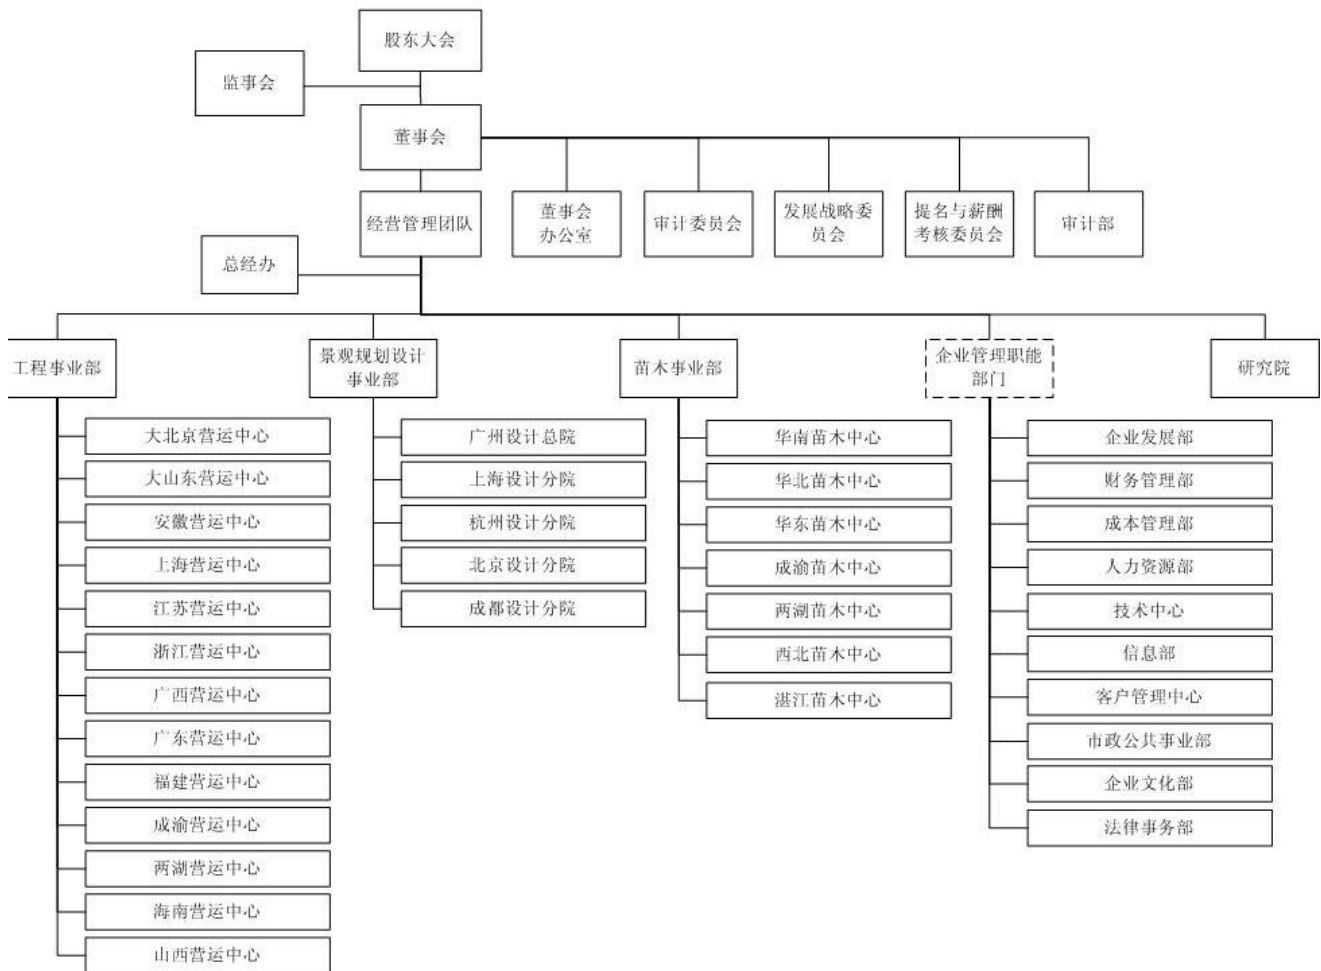 股东大会
监事会
董事会
经营管理团队
董事会
办公室
审计委员会
发展战略委
员会
提名与薪酬
考核委员会
审计部
总经办
工程事业部
景观规划设计
事业部
苗木事业部
企业管理职能
部门
研究院
大北京营运中心
大山东营运中心
安徽营运中心
上海营运中心
江苏营运中心
浙江营运中心
广西营运中心
广东营运中心
福建营运中心
成渝营运中心
两湖营运中心
海南营运中心
山西营运中心
广州设计总院
上海设计分院
杭州设计分院
北京设计分院
成都设计分院
华南苗木中心
华北苗木中心
华东苗木中心
成渝苗木中心
两湖苗木中心
西北苗木中心
湛江苗木中心
企业发展部
财务管理部
成本管理部
人力资源部
技术中心
信息部
客户管理中心
市政公共事业部
企业文化部
法律事务部